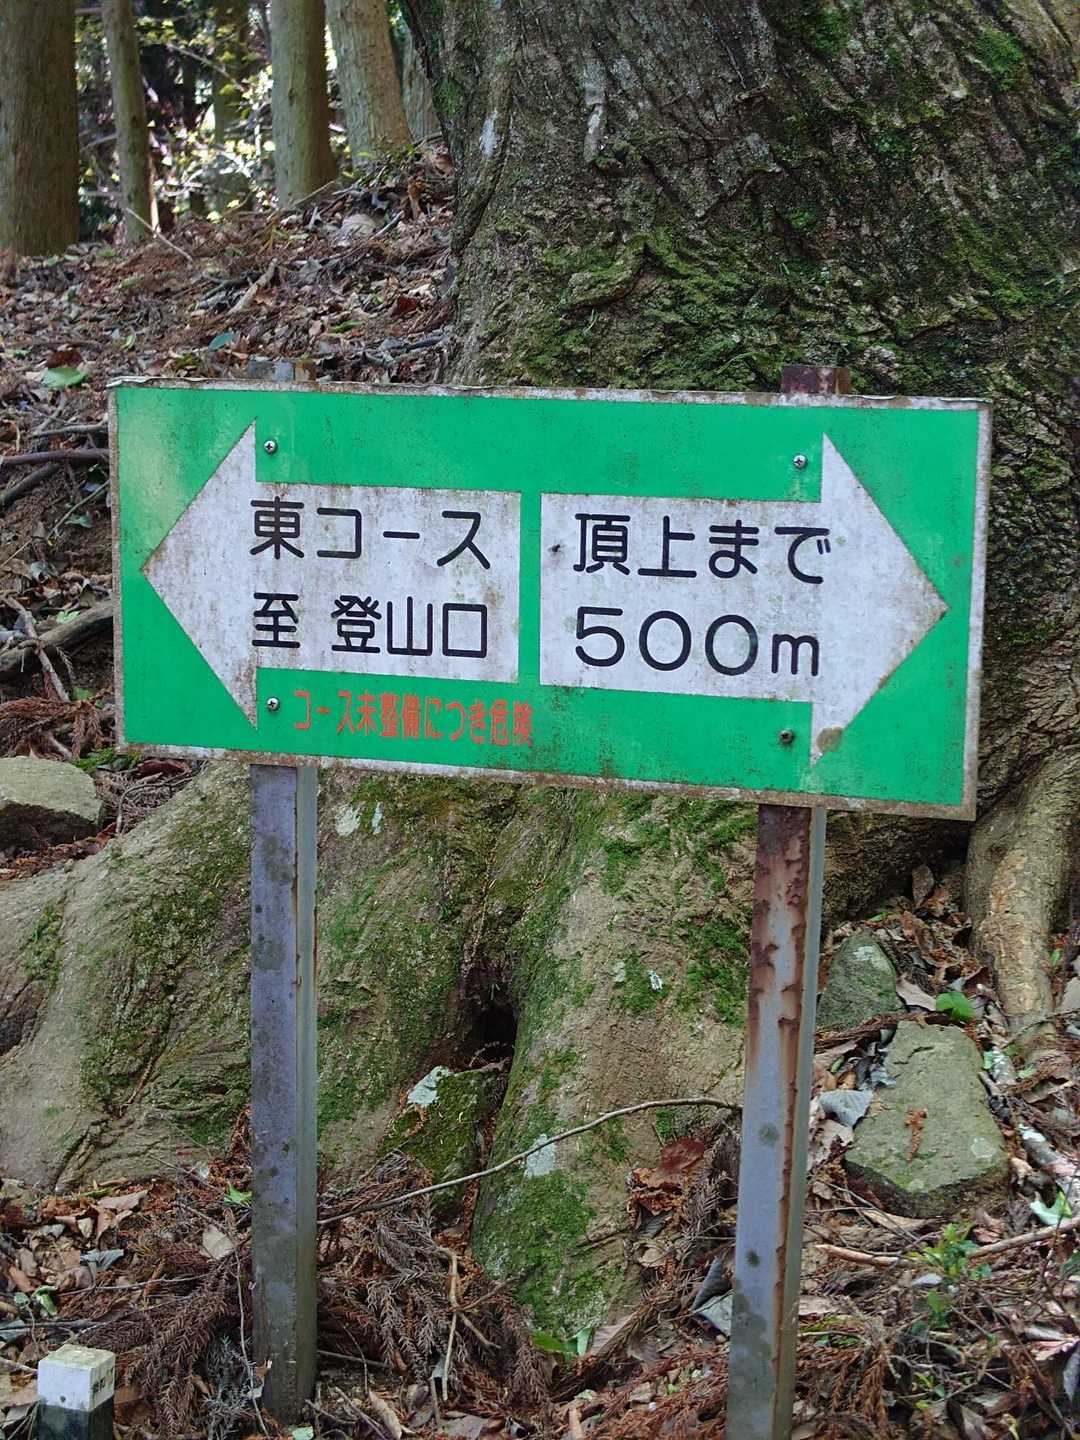 東コース
至 登山口
頂上まで
500m
コース未整備につき危険